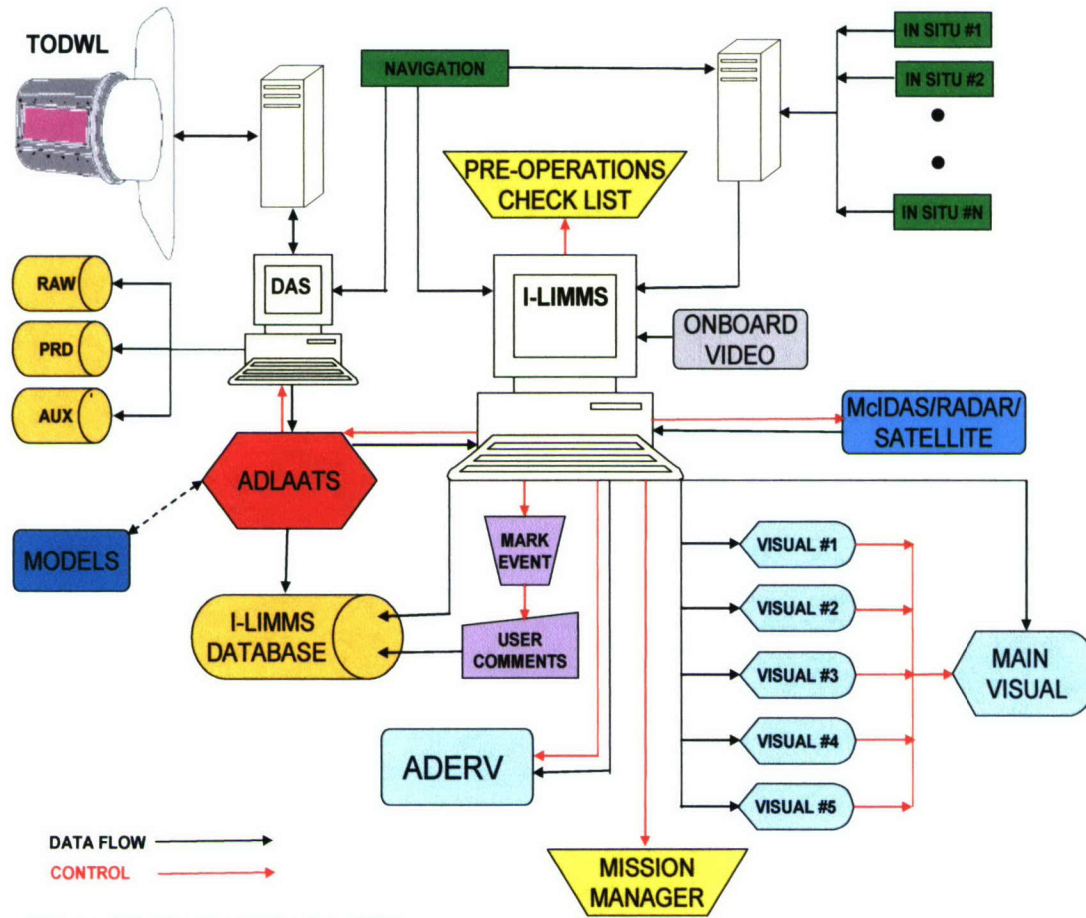 TODWL
NAVIGATION
IN SITU #1
IN SITU #2
IN SITU #N
PRE-OPERATIONS
CHECK LIST
DAS
I-LIMMS
RAW
PRD
AUX
ONBOARD
VIDEO
McIDAS/RADAR/
SATELLITE
ADLAATS
MODELS
MARK
EVENT
I-LIMMS
DATABASE
USER
COMMENTS
VISUAL #1
VISUAL #2
VISUAL #3
VISUAL #4
VISUAL #5
MAIN
VISUAL
ADERV
DATA FLOW
CONTROL
MISSION
MANAGER